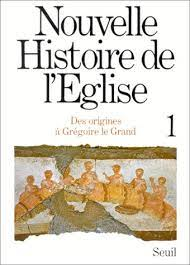 Nouvelle
Histoire de
l'Eglise
Des origines
à Grégoire le Grand
1
Seuil